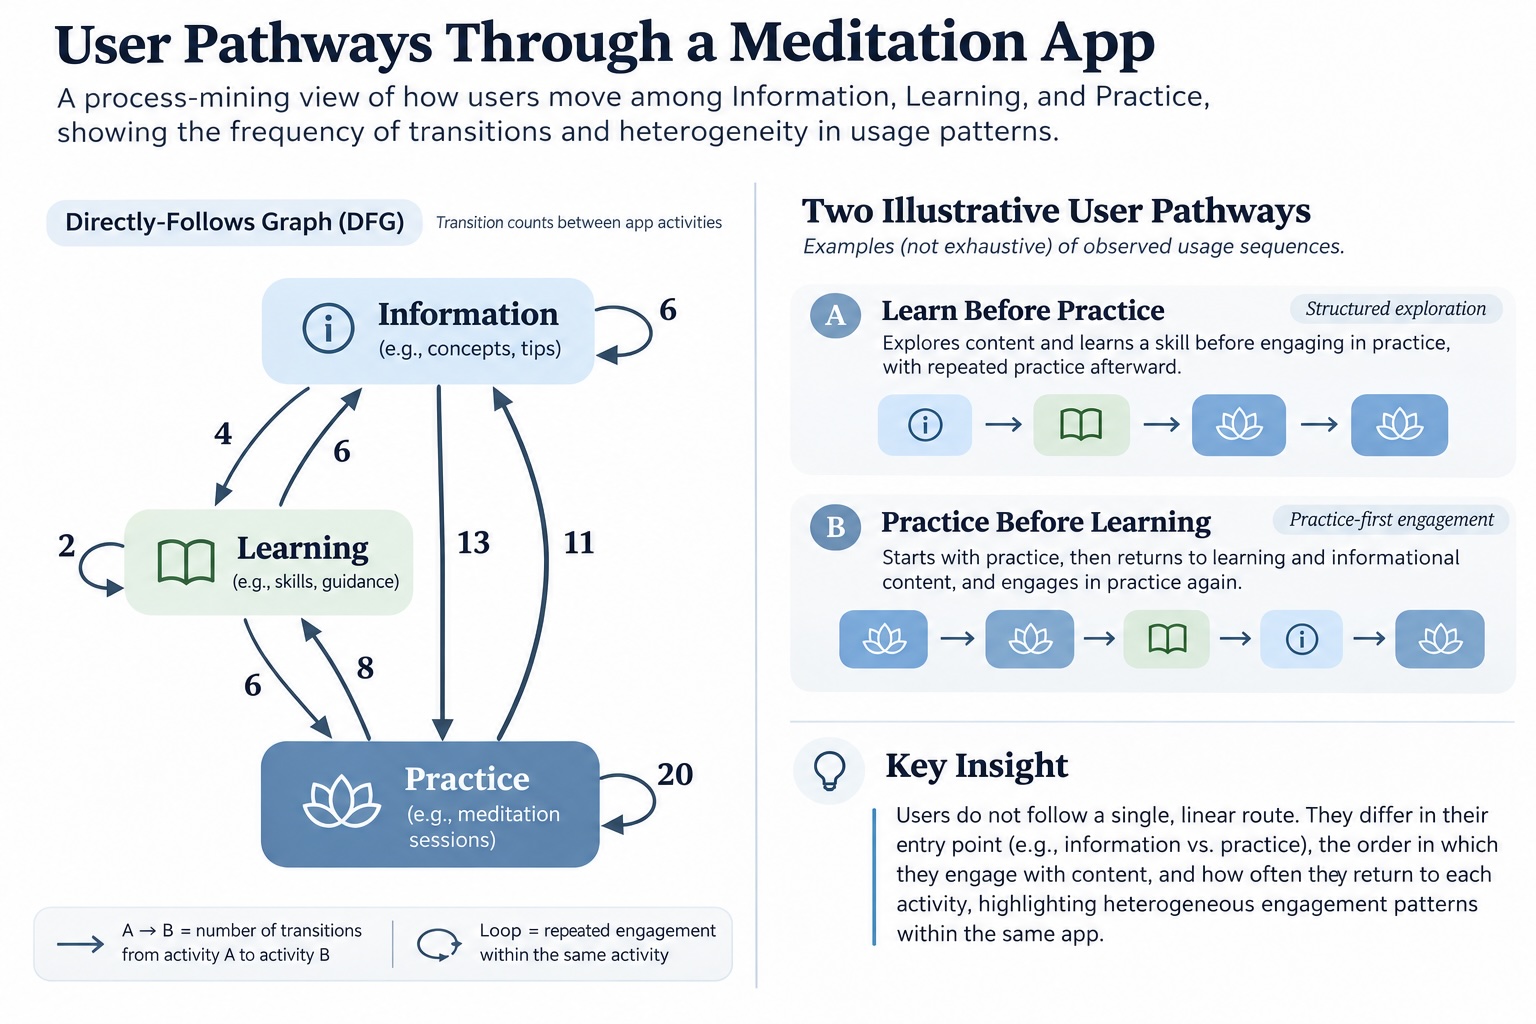 User Pathways Through a Meditation App
A process-mining view of how users move among Information, Learning, and Practice,
showing the frequency of transitions and heterogeneity in usage patterns.
Directly-Follows Graph (DFG)
Transition counts between app activities
Information
(e.g., concepts, tips)
6
4
6
2
Learning
(e.g., skills, guidance)
13
11
6
8
Practice
(e.g., meditation
sessions)
20
A → B = number of transitions
from activity A to activity B
Loop = repeated engagement
within the same activity
Two Illustrative User Pathways
Examples (not exhaustive) of observed usage sequences.
A
Learn Before Practice
Structured exploration
Explores content and learns a skill before engaging in practice,
with repeated practice afterward.
B
Practice Before Learning
Practice-first engagement
Starts with practice, then returns to learning and informational
content, and engages in practice again.
Key Insight
Users do not follow a single, linear route. They differ in their
entry point (e.g., information vs. practice), the order in which
they engage with content, and how often they return to each
activity, highlighting heterogeneous engagement patterns
within the same app.